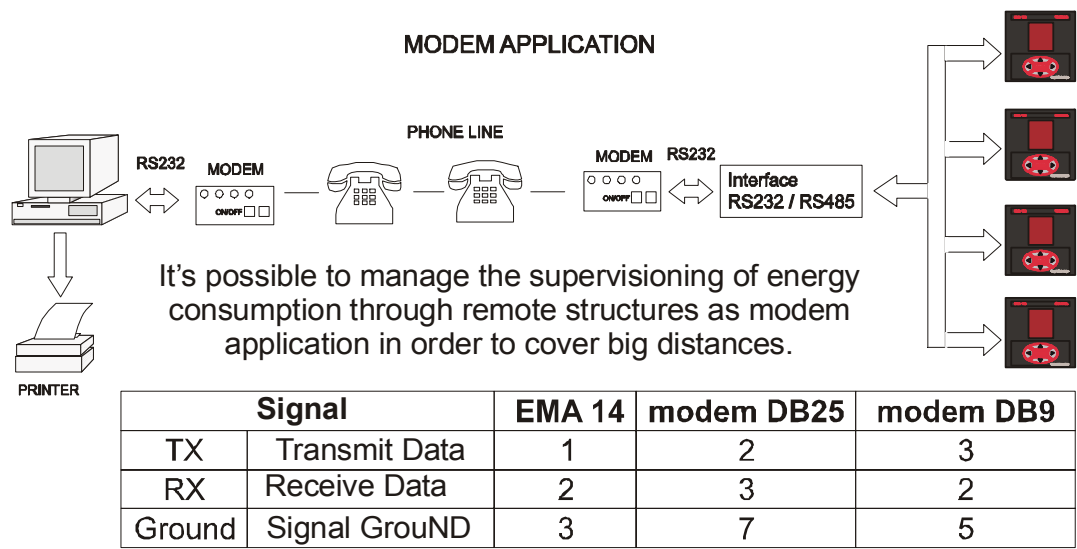 MODEM APPLICATION
PHONE LINE
RS232
MODEM
ON/OFF
MODEM
RS232
ON/OFF
Interface
RS232 / RS485
It's possible to manage the supervisioning of energy
consumption through remote structures as modem
application in order to cover big distances.
PRINTER
Signal EMA 14 modem DB25 modem DB9
TX Transmit Data 1 2 3
RX Receive Data 2 3 2
Ground Signal GrouND 3 7 5